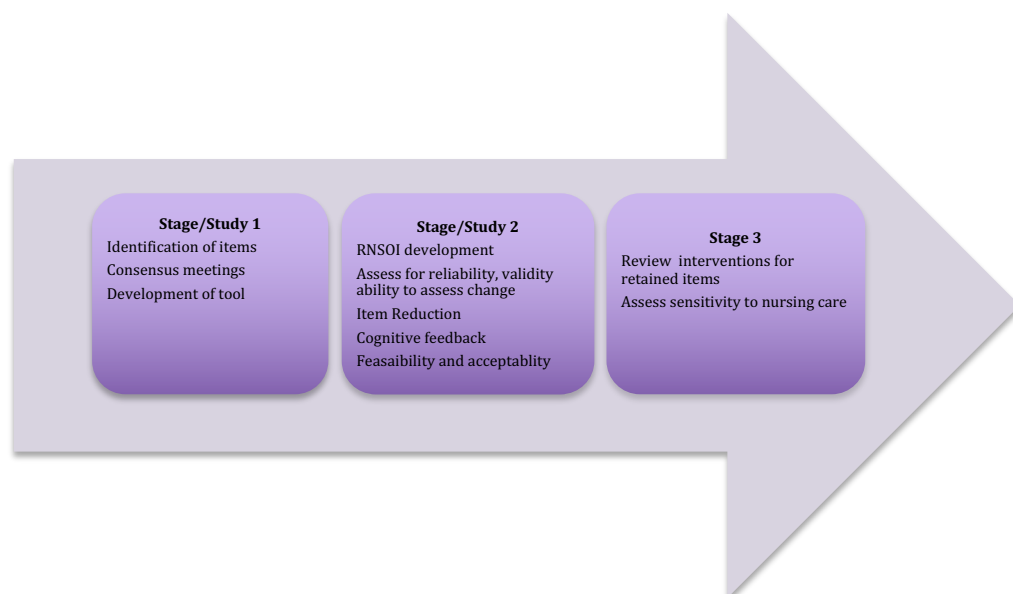 Stage/Study 1
Identification of items
Consensus meetings
Development of tool
Stage/Study 2
RNSOI development
Assess for reliability, validity
ability to assess change
Item Reduction
Cognitive feedback
Feasaibility and acceptablity
Stage 3
Review interventions for
retained items
Assess sensitivity to nursing care